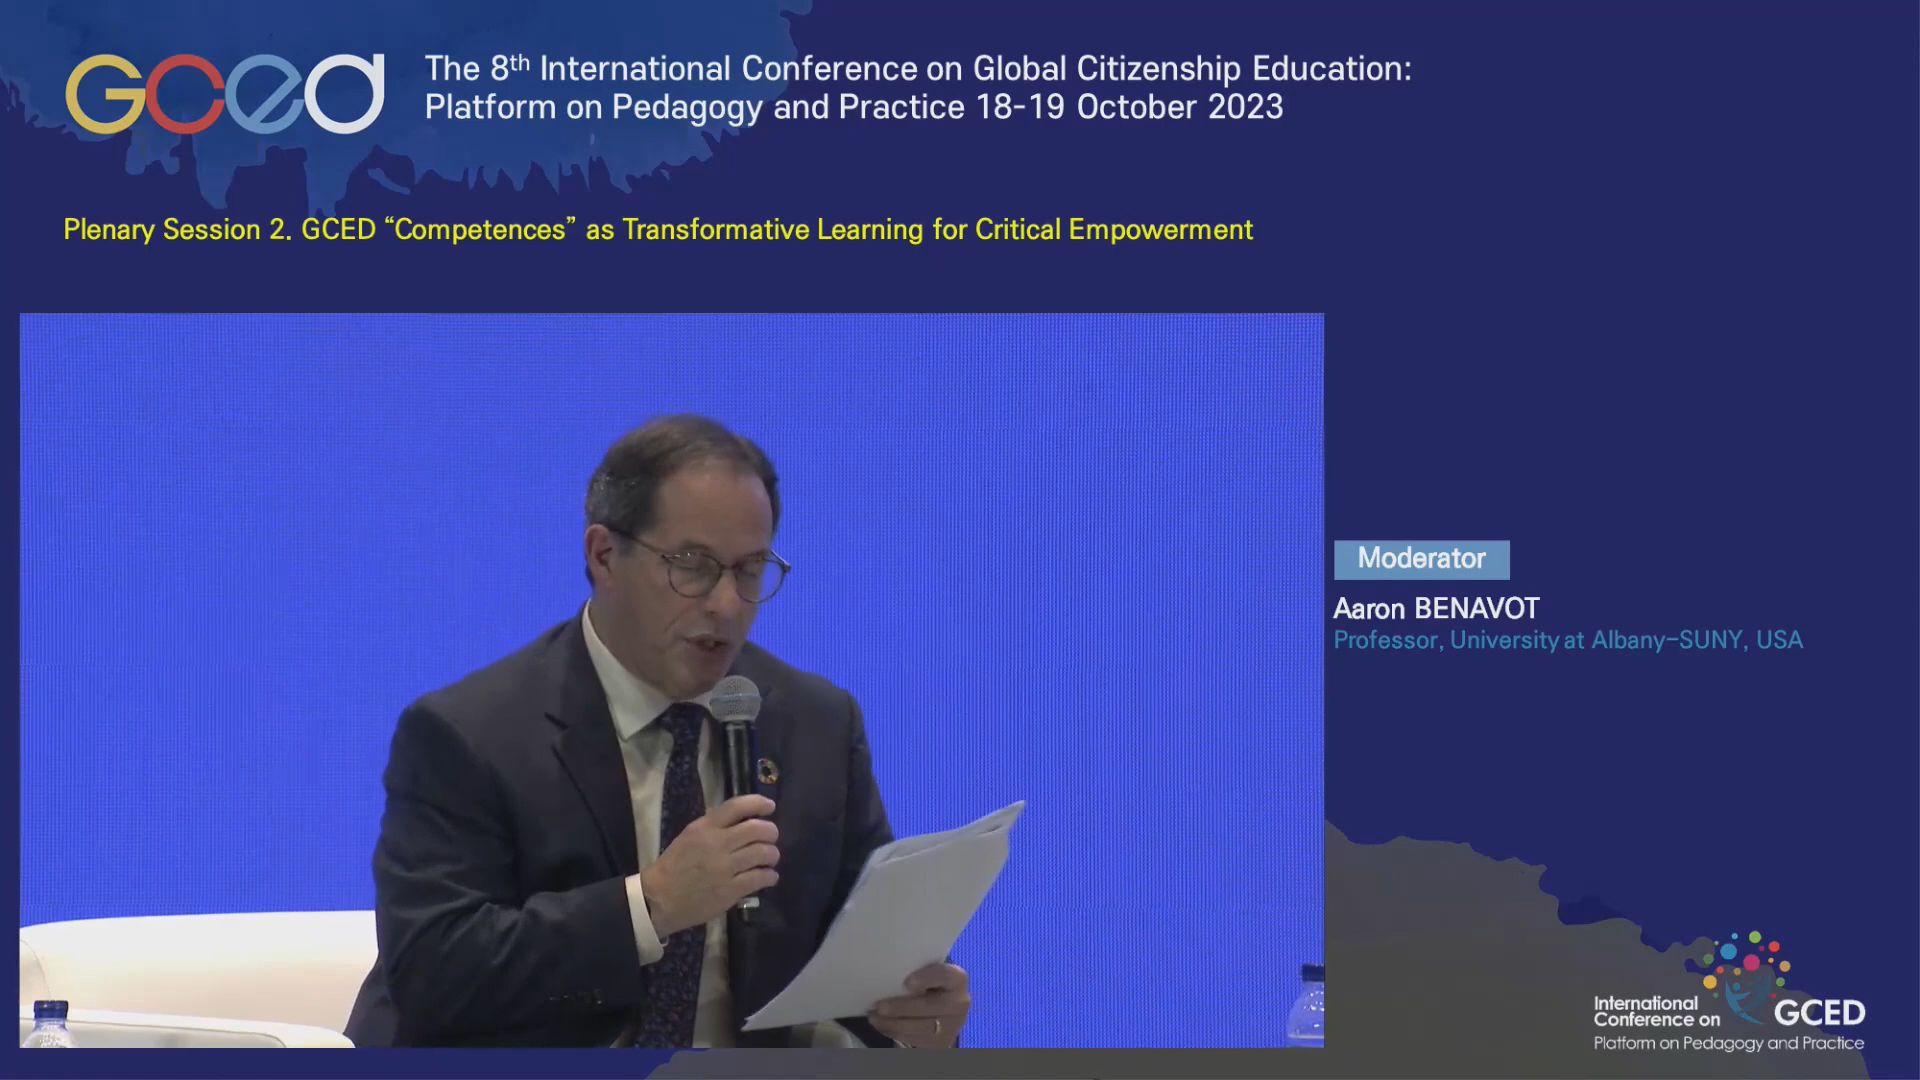 GCED
The 8th International Conference on Global Citizenship Education:
Platform on Pedagogy and Practice 18-19 October 2023
Plenary Session 2. GCED “Competences” as Transformative Learning for Critical Empowerment
Moderator
Aaron BENAVOT
Professor, University at Albany-SUNY, USA
International
Conference on GCED
Platform on Pedagogy and Practice